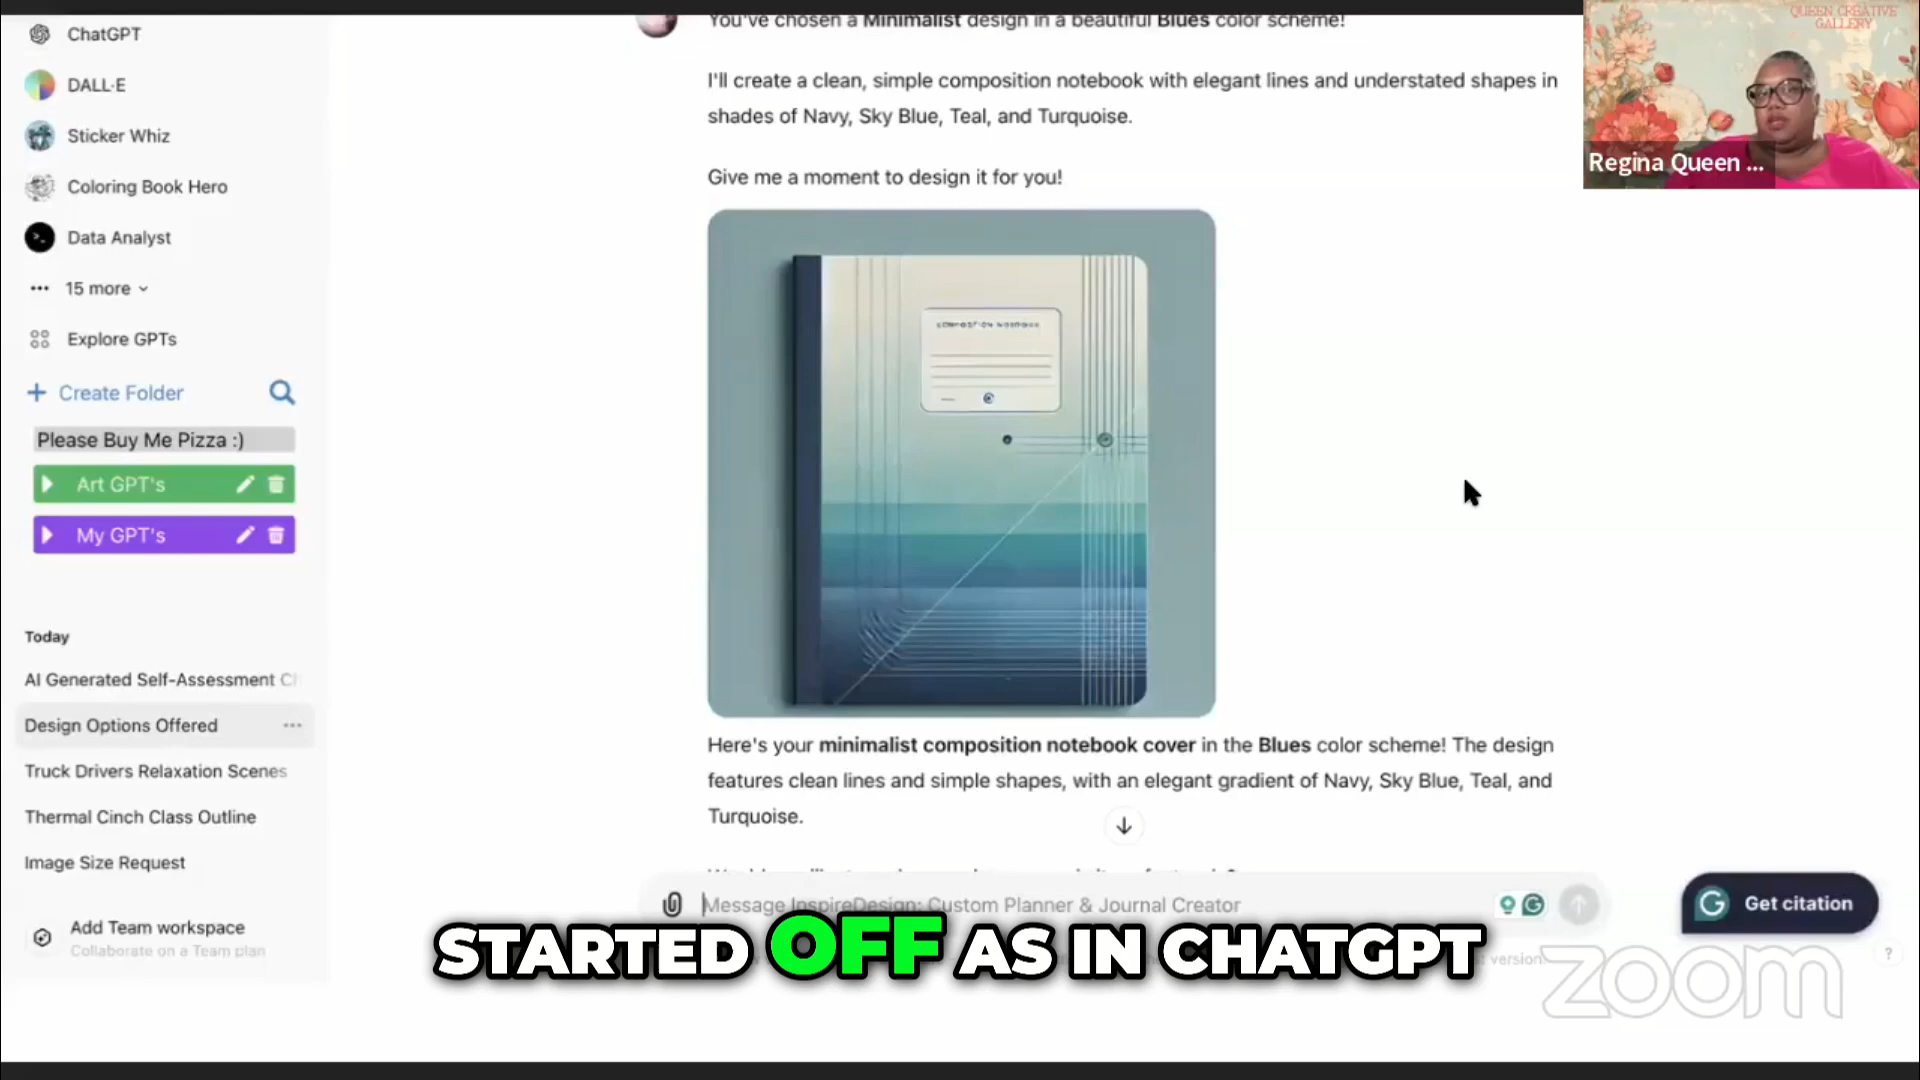 ChatGPT
DALL·E
Sticker Whiz
Coloring Book Hero
Data Analyst
15 more
Explore GPTs
Create Folder
Please Buy Me Pizza :)
Art GPT's
My GPT's
Today
AI Generated Self-Assessment
Design Options Offered
Truck Drivers Relaxation Scenes
Thermal Cinch Class Outline
Image Size Request
Add Team workspace
Collaborate on a Team plan
You've chosen a Minimalist design in a beautiful Blues color scheme!
I'll create a clean, simple composition notebook with elegant lines and understated shapes in
shades of Navy, Sky Blue, Teal, and Turquoise.
Give me a moment to design it for you!
Here's your minimalist composition notebook cover in the Blues color scheme! The design
features clean lines and simple shapes, with an elegant gradient of Navy, Sky Blue, Teal, and
Turquoise.
Message InspireDesign: Custom Planner & Journal Creator
Get citation
?
STARTED OFF AS IN CHATGPT
zoom
QUEEN CREATIVE
GALLERY
Regina Queen ...